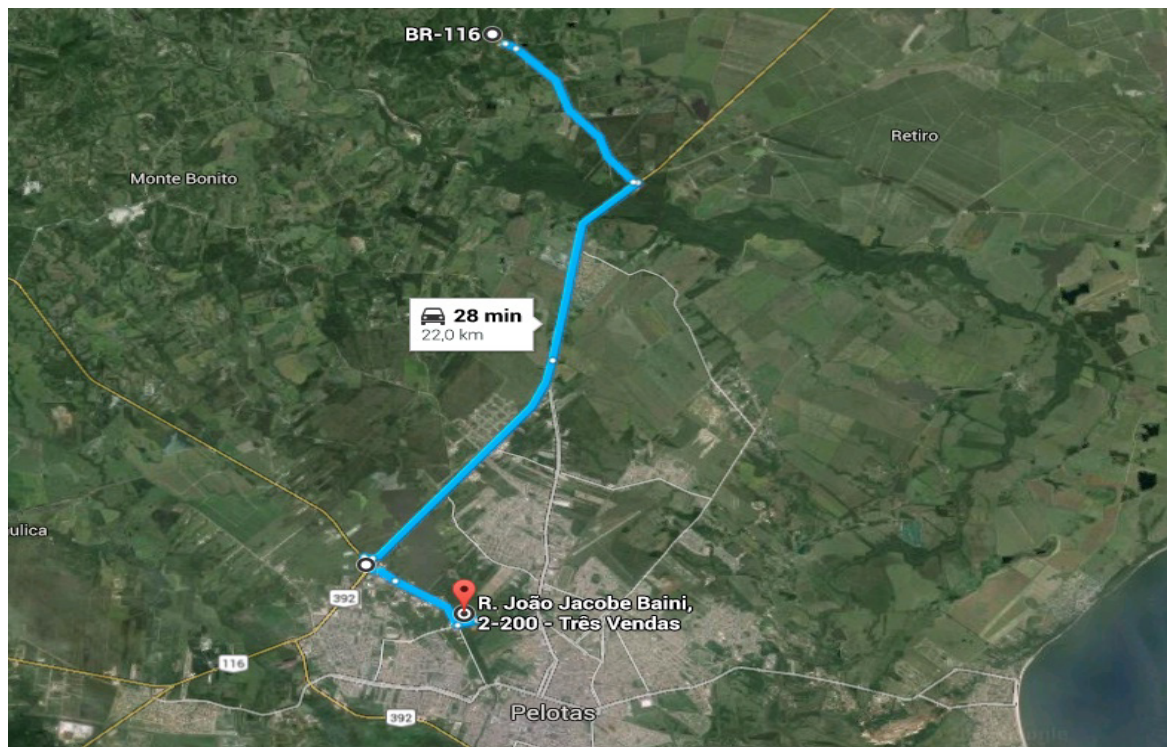 BR-116
Retiro
Monte Bonito
28 min
22,0 km
ulica
392
R. João Jacobe Baini,
2-200 - Três Vendas
116
392
Pelotas